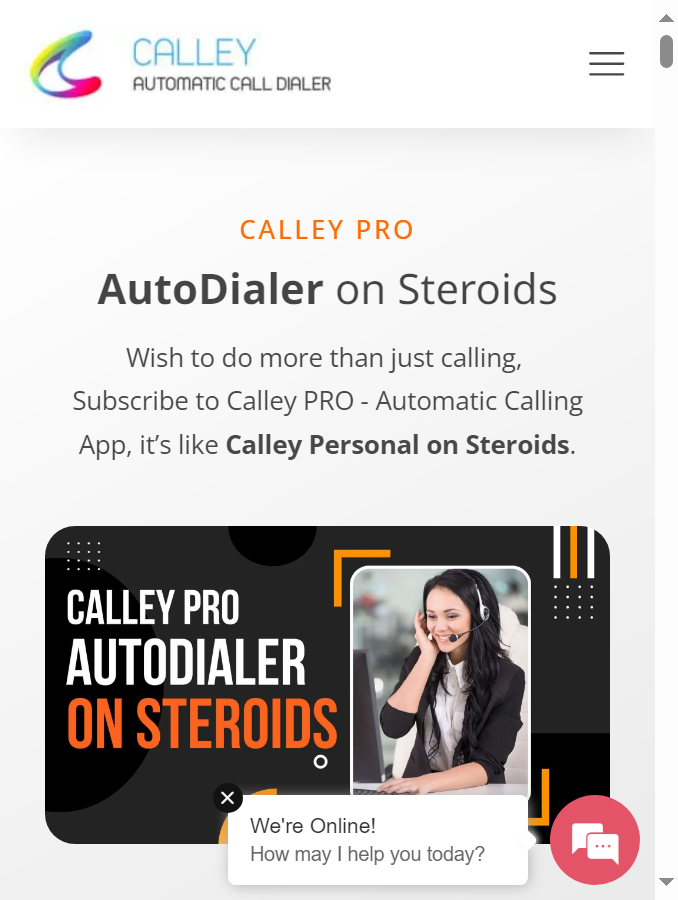 CALLEY
AUTOMATIC CALL DIALER
CALLEY PRO
AutoDialer on Steroids
Wish to do more than just calling,
Subscribe to Calley PRO - Automatic Calling
App, it’s like Calley Personal on Steroids.
CALLEY PRO
AUTODIALER
ON STEROIDS
We're Online!
How may I help you today?